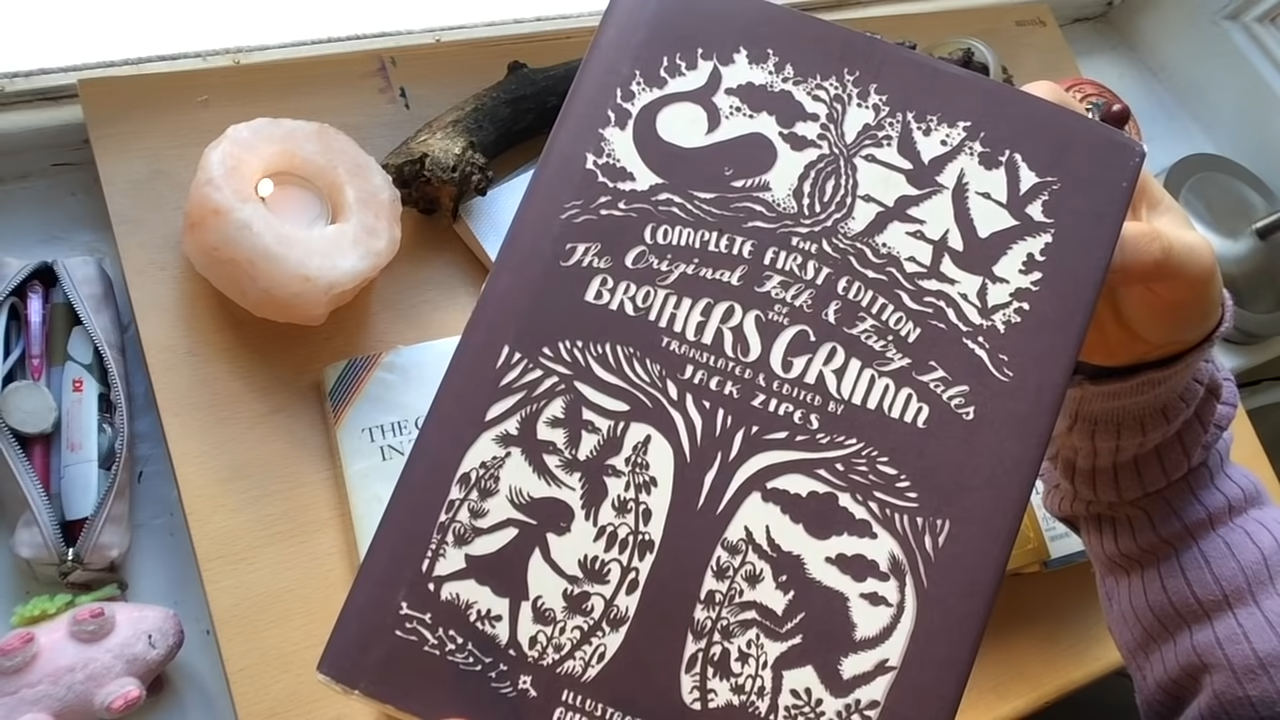 THE
COMPLETE FIRST EDITION
The Original Folk & Fairy Tales
OF THE
BROTHERS GRIMM
TRANSLATED & EDITED BY
JACK ZIPES
THE
IN